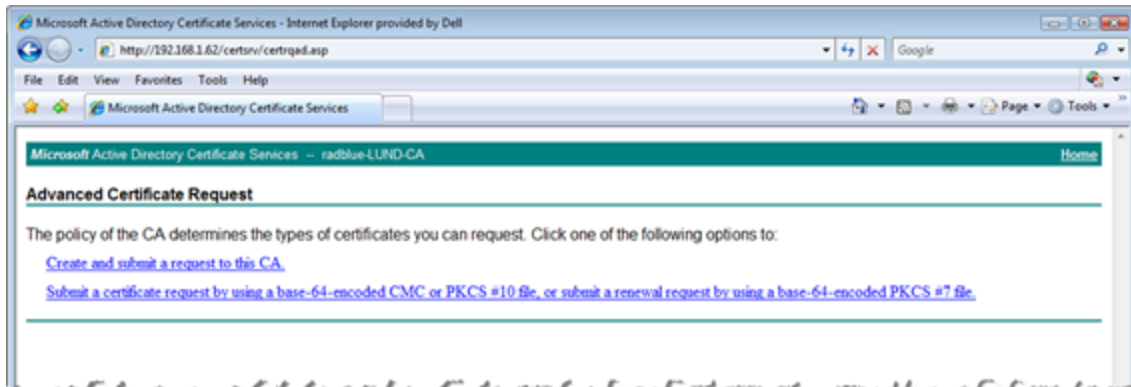 Microsoft Active Directory Certificate Services - Internet Explorer provided by Dell
http://192.168.1.62/certsrv/certrqad.asp
Google
File Edit View Favorites Tools Help
Microsoft Active Directory Certificate Services
Page Tools
Microsoft Active Directory Certificate Services -- radblue-LUND-CA Home
Advanced Certificate Request
The policy of the CA determines the types of certificates you can request. Click one of the following options to:
Create and submit a request to this CA.
Submit a certificate request by using a base-64-encoded CMC or PKCS #10 file, or submit a renewal request by using a base-64-encoded PKCS #7 file.